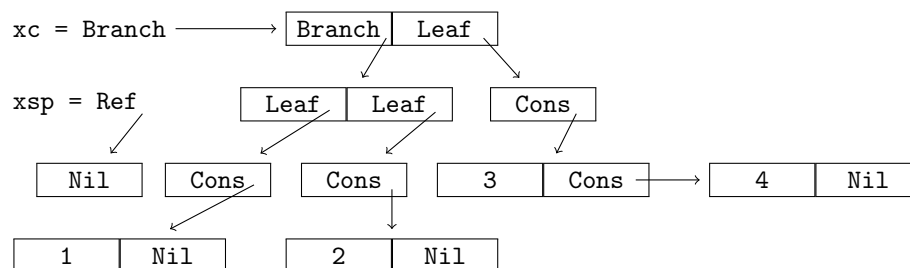 xc = Branch Branch Leaf
xsp = Ref Leaf Leaf Cons
Nil Cons Cons 3 Cons 4 Nil
1 Nil 2 Nil